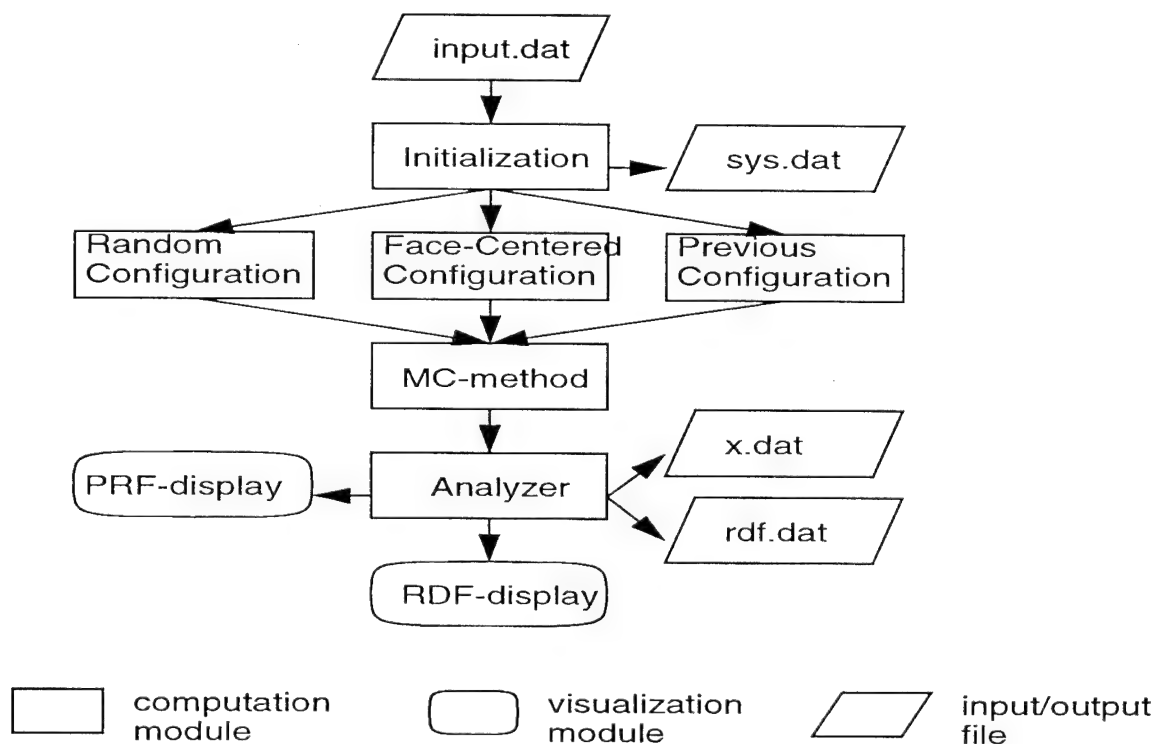 input.dat
Initialization
sys.dat
Random
Configuration
Face-Centered
Configuration
Previous
Configuration
MC-method
x.dat
PRF-display
Analyzer
rdf.dat
RDF-display
computation
module
visualization
module
input/output
file